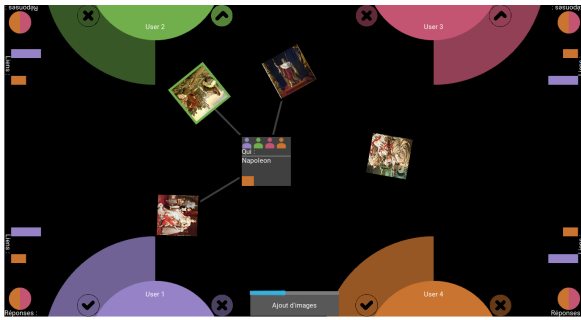 Réponses :
User 2
User 3
Réponses :
Liens :
Liens :
Qui :
Napoleon
Liens :
Liens :
User 1
Ajout d'images
User 4
Réponses :
Réponses :